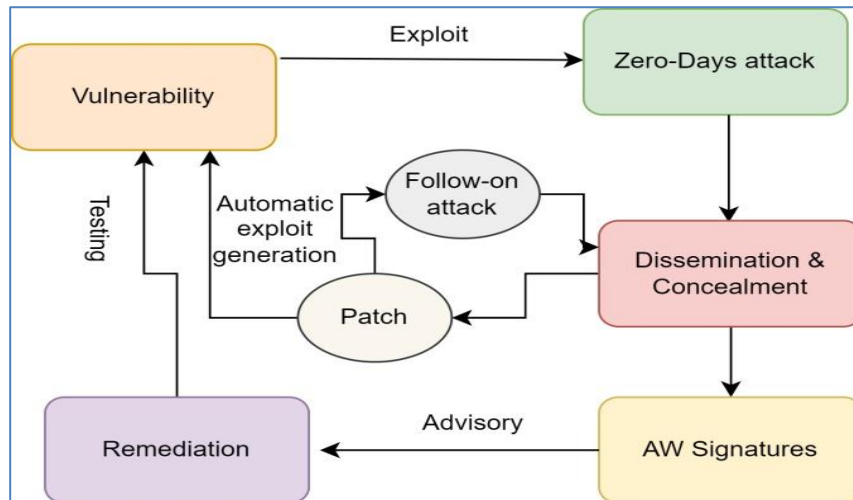 Exploit
Vulnerability
Zero-Days attack
Testing
Automatic
exploit
generation
Follow-on
attack
Dissemination &
Concealment
Patch
Advisory
Remediation
AW Signatures